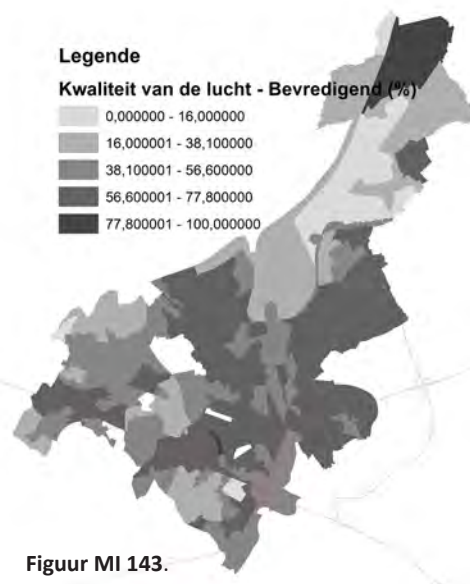 Legende
Kwaliteit van de lucht - Bevredigend (%)
0,000000 - 16,000000
16,000001 - 38,100000
38,100001 - 56,600000
56,600001 - 77,800000
77,800001 - 100,000000
Figuur MI 143.